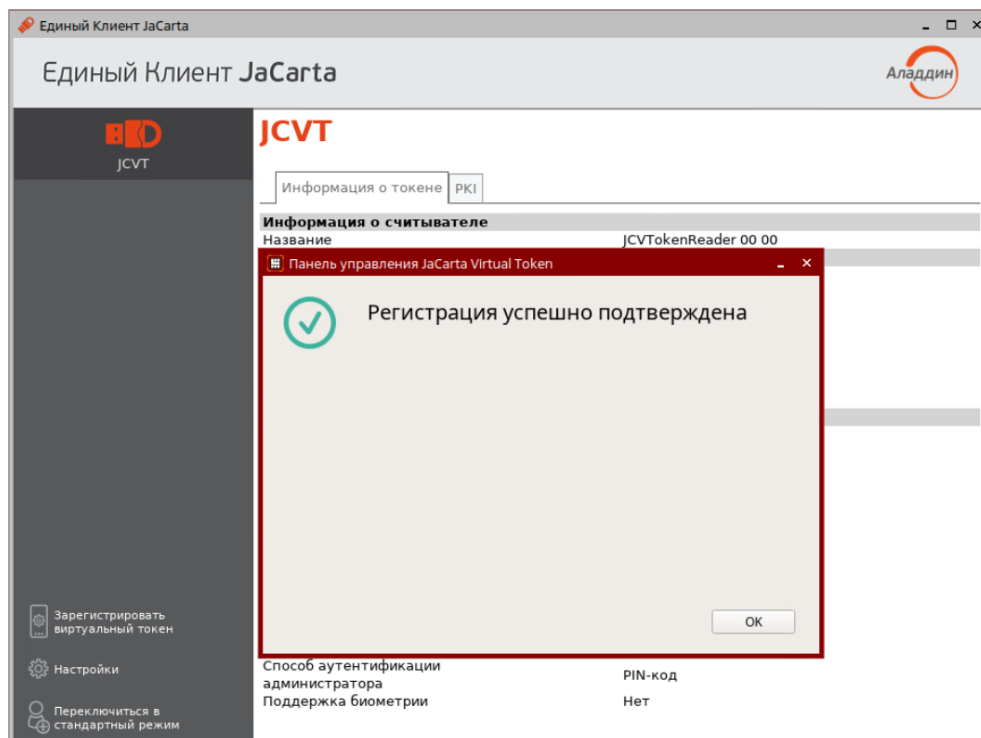 Единый Клиент JaCarta
Единый Клиент JaCarta
Аладдин
JCVT
JCVT
Информация о токене
PKI
Информация о считывателе
Название JCVTokenReader 00 00
Панель управления JaCarta Virtual Token
Регистрация успешно подтверждена
OK
Зарегистрировать
виртуальный токен
Настройки
Переключиться в
стандартный режим
Способ аутентификации
администратора
PIN-код
Поддержка биометрии Нет